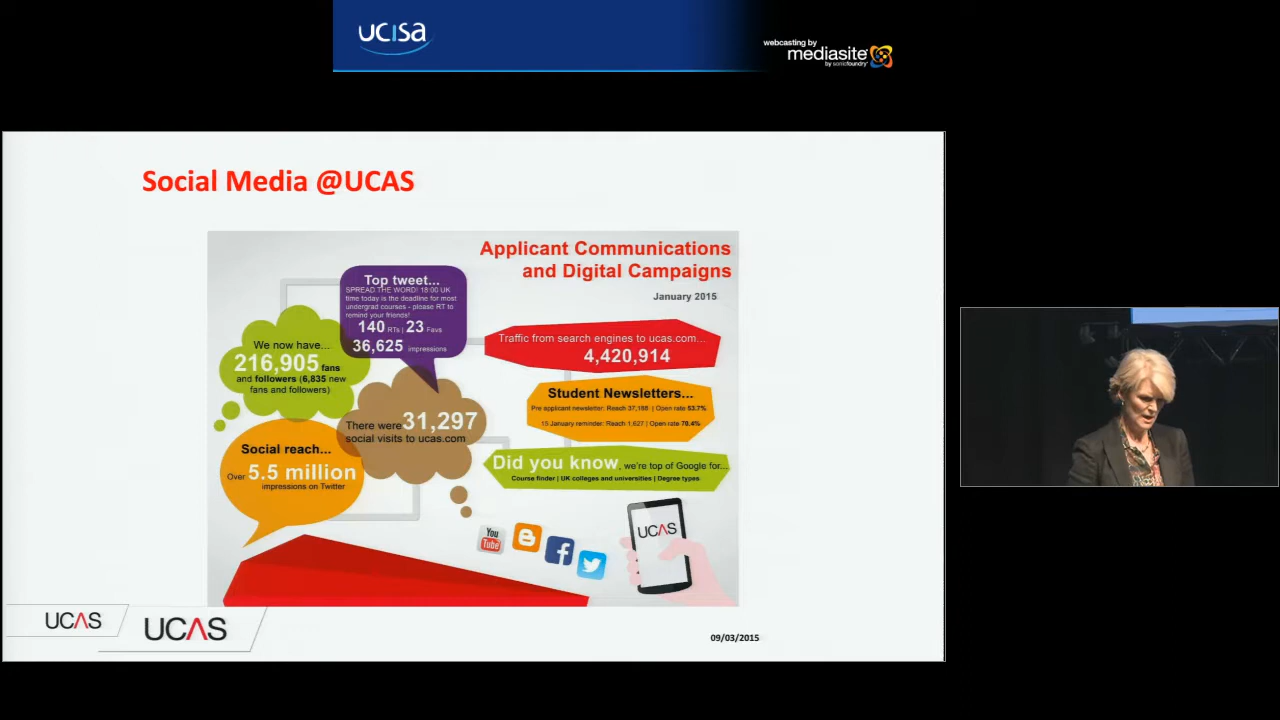 ucisa
webcasting by
mediasite
by sonicfoundry
Social Media @UCAS
Applicant Communications
and Digital Campaigns
January 2015
Top tweet...
SPREAD THE WORD! 18:00 UK
time today is the deadline for most
undergrad courses - please RT to
remind your friends!
140 RTs | 23 Favs
36,625 impressions
We now have...
216,905 fans
and followers (6,835 new
fans and followers)
There were 31,297
social visits to ucas.com
Social reach...
Over 5.5 million
impressions on Twitter
Traffic from search engines to ucas.com...
4,420,914
Student Newsletters...
Pre applicant newsletter: Reach 37,188 | Open rate 53.7%
15 January reminder: Reach 1,627 | Open rate 70.4%
Did you know, we're top of Google for...
Course finder | UK colleges and universities | Degree types
You
Tube
UCAS
UCAS
UCAS
09/03/2015